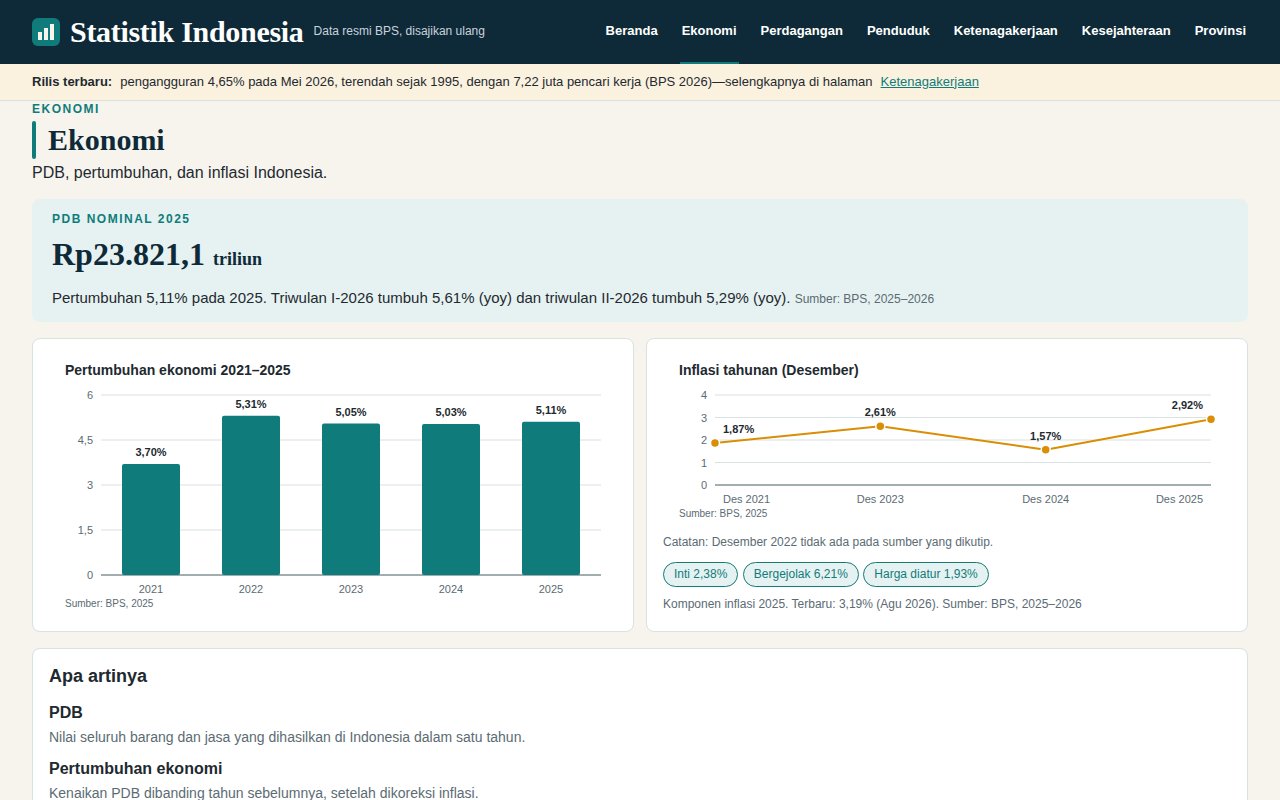 Statistik Indonesia
Data resmi BPS, disajikan ulang
Beranda
Ekonomi
Perdagangan
Penduduk
Ketenagakerjaan
Kesejahteraan
Provinsi
Rilis terbaru: pengangguran 4,65% pada Mei 2026, terendah sejak 1995, dengan 7,22 juta pencari kerja (BPS 2026)—selengkapnya di halaman Ketenagakerjaan
EKONOMI
Ekonomi
PDB, pertumbuhan, dan inflasi Indonesia.
PDB NOMINAL 2025
Rp23.821,1 triliun
Pertumbuhan 5,11% pada 2025. Triwulan I-2026 tumbuh 5,61% (yoy) dan triwulan II-2026 tumbuh 5,29% (yoy). Sumber: BPS, 2025–2026
Pertumbuhan ekonomi 2021–2025
6
4,5
3
1,5
0
3,70%
5,31%
5,05%
5,03%
5,11%
2021
2022
2023
2024
2025
Sumber: BPS, 2025
Inflasi tahunan (Desember)
4
3
2
1
0
1,87%
2,61%
1,57%
2,92%
Des 2021
Des 2023
Des 2024
Des 2025
Sumber: BPS, 2025
Catatan: Desember 2022 tidak ada pada sumber yang dikutip.
Inti 2,38%
Bergejolak 6,21%
Harga diatur 1,93%
Komponen inflasi 2025. Terbaru: 3,19% (Agu 2026). Sumber: BPS, 2025–2026
Apa artinya
PDB
Nilai seluruh barang dan jasa yang dihasilkan di Indonesia dalam satu tahun.
Pertumbuhan ekonomi
Kenaikan PDB dibanding tahun sebelumnya, setelah dikoreksi inflasi.